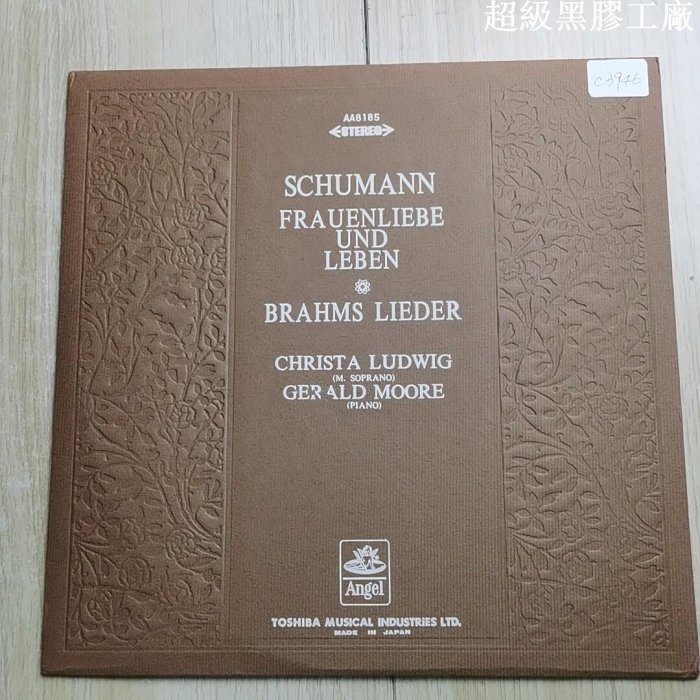 超級黑膠工廠
C3946
AA8185
STEREO
SCHUMANN
FRAUENLIEBE
UND
LEBEN
BRAHMS LIEDER
CHRISTA LUDWIG
(M. SOPRANO)
GERALD MOORE
(PIANO)
Angel
TOSHIBA MUSICAL INDUSTRIES LTD.
MADE IN JAPAN